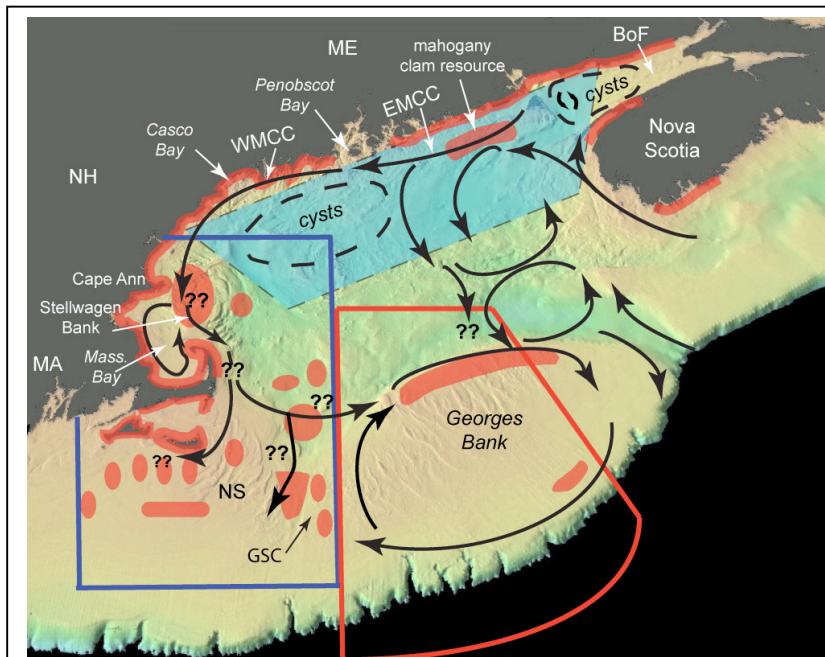 ME
BoF
mahogany
clam resource
Penobscot
Bay
cysts
EMCC
Casco
Bay
WMCC
Nova
Scotia
NH
cysts
Cape Ann
??
Stellwagen
Bank
??
MA
Mass.
Bay
??
??
Georges
Bank
??
??
NS
GSC